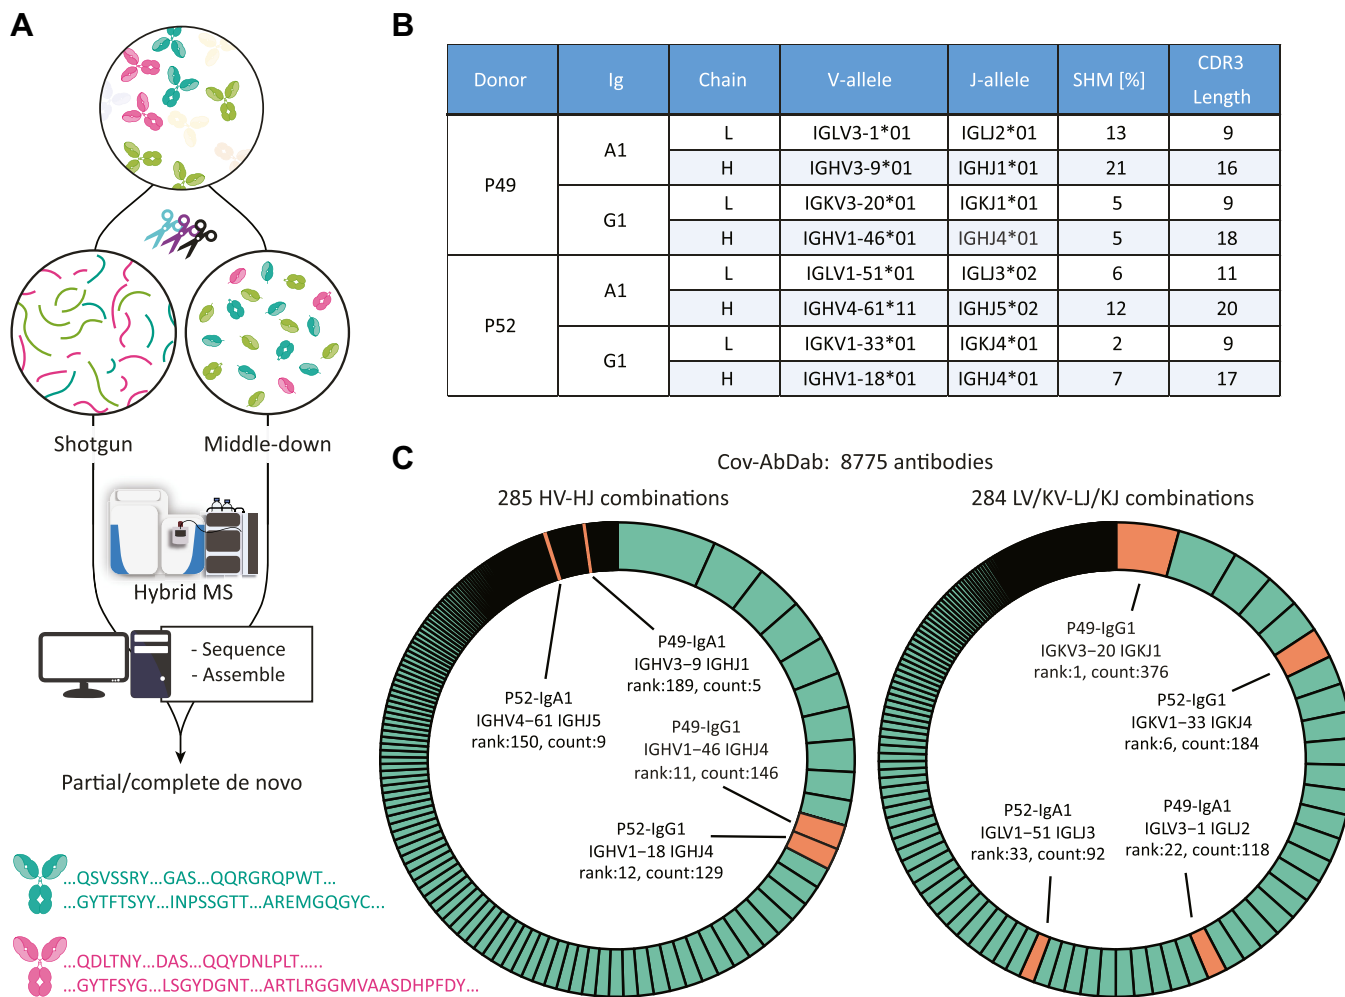 A
Shotgun
Middle-down
Hybrid MS
- Sequence
- Assemble
Partial/complete de novo
...QSVSSRY...GAS...QQRGRQPWT...
...GYTFTSYY...INPSSGTT...AREMGQGYC...
...QDLTNY...DAS...QQYDNLPLT.....
...GYTFSYG...LSGYDGNT...ARTLRGGMVAASDHPFDY...
B
Donor Ig Chain V-allele J-allele SHM [%] CDR3 Length
P49 A1 L IGLV3-1*01 IGLJ2*01 13 9
H IGHV3-9*01 IGHJ1*01 21 16
G1 L IGKV3-20*01 IGKJ1*01 5 9
H IGHV1-46*01 IGHJ4*01 5 18
P52 A1 L IGLV1-51*01 IGLJ3*02 6 11
H IGHV4-61*11 IGHJ5*02 12 20
G1 L IGKV1-33*01 IGKJ4*01 2 9
H IGHV1-18*01 IGHJ4*01 7 17
C
Cov-AbDab: 8775 antibodies
285 HV-HJ combinations
P49-IgA1
IGHV3–9 IGHJ1
rank:189, count:5
P52-IgA1
IGHV4–61 IGHJ5
rank:150, count:9
P49-IgG1
IGHV1–46 IGHJ4
rank:11, count:146
P52-IgG1
IGHV1–18 IGHJ4
rank:12, count:129
284 LV/KV-LJ/KJ combinations
P49-IgG1
IGKV3–20 IGKJ1
rank:1, count:376
P52-IgG1
IGKV1–33 IGKJ4
rank:6, count:184
P52-IgA1
IGLV1–51 IGLJ3
rank:33, count:92
P49-IgA1
IGLV3–1 IGLJ2
rank:22, count:118